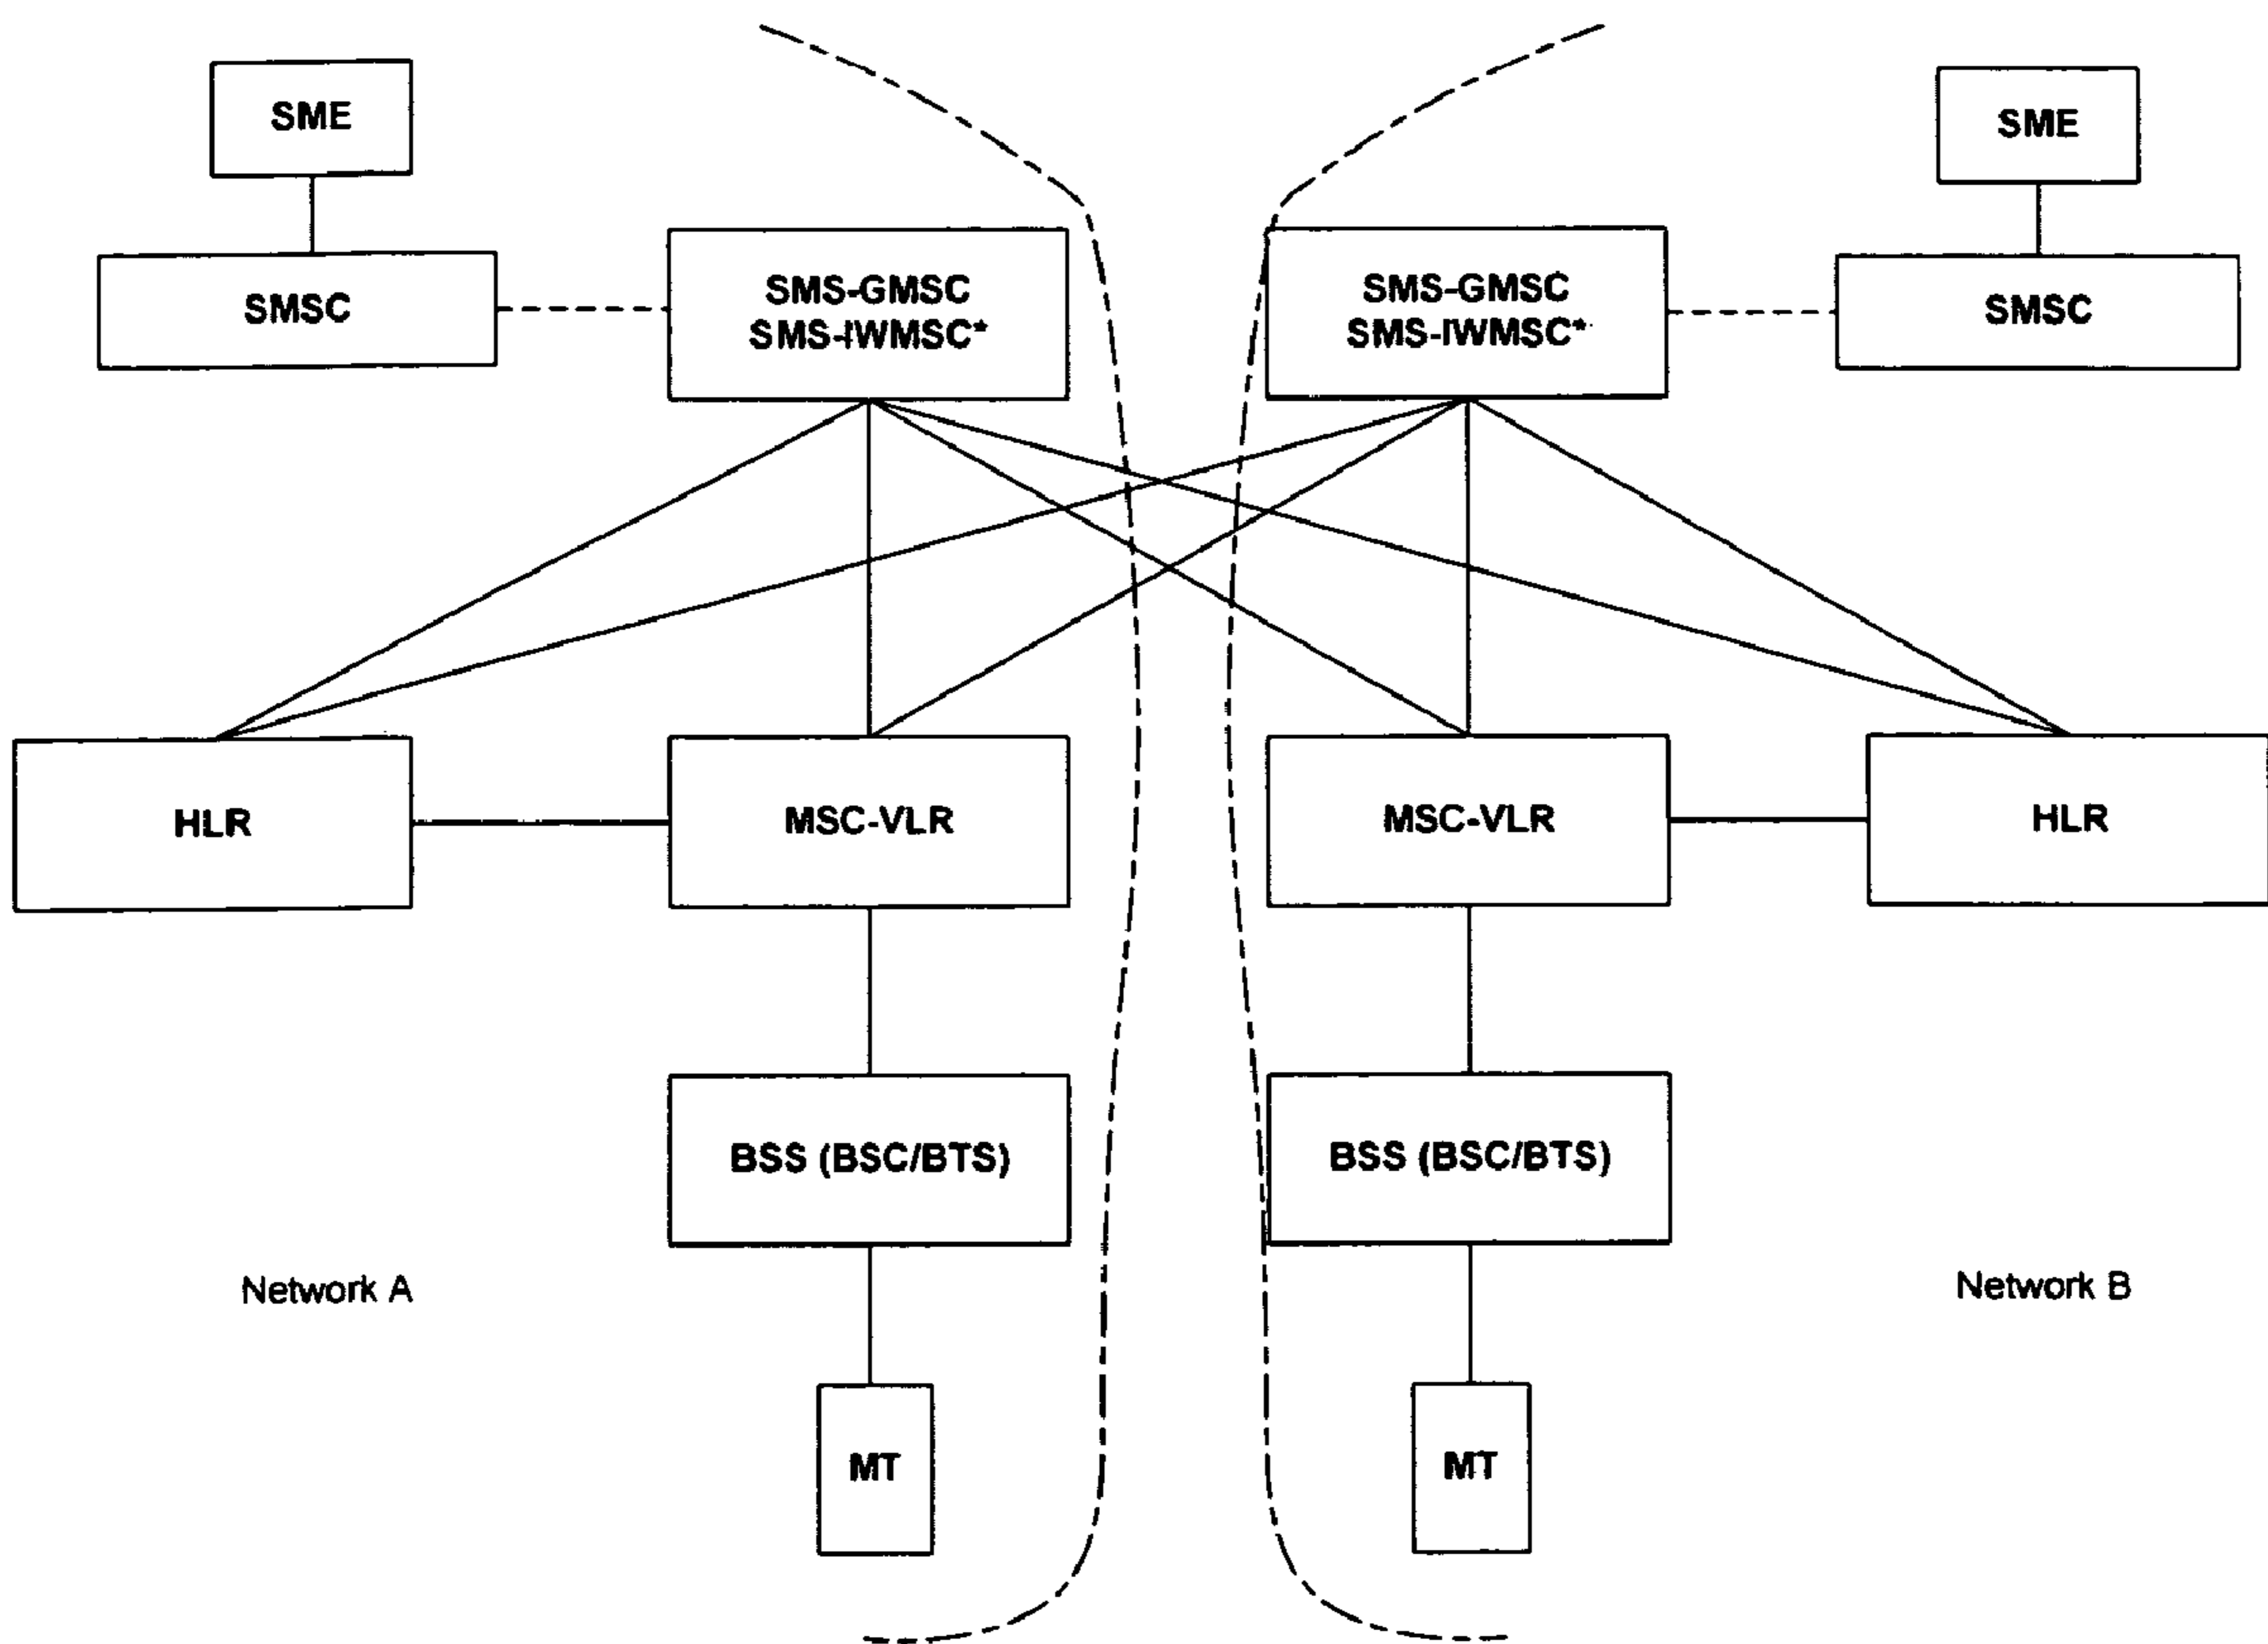 SME
SME
SMSC
SMS-GMSC
SMS-IWMSC*
SMS-GMSC
SMS-IWMSC*
SMSC
HLR
MSC-VLR
MSC-VLR
HLR
BSS (BSC/BTS)
BSS (BSC/BTS)
Network A
Network B
MT
MT